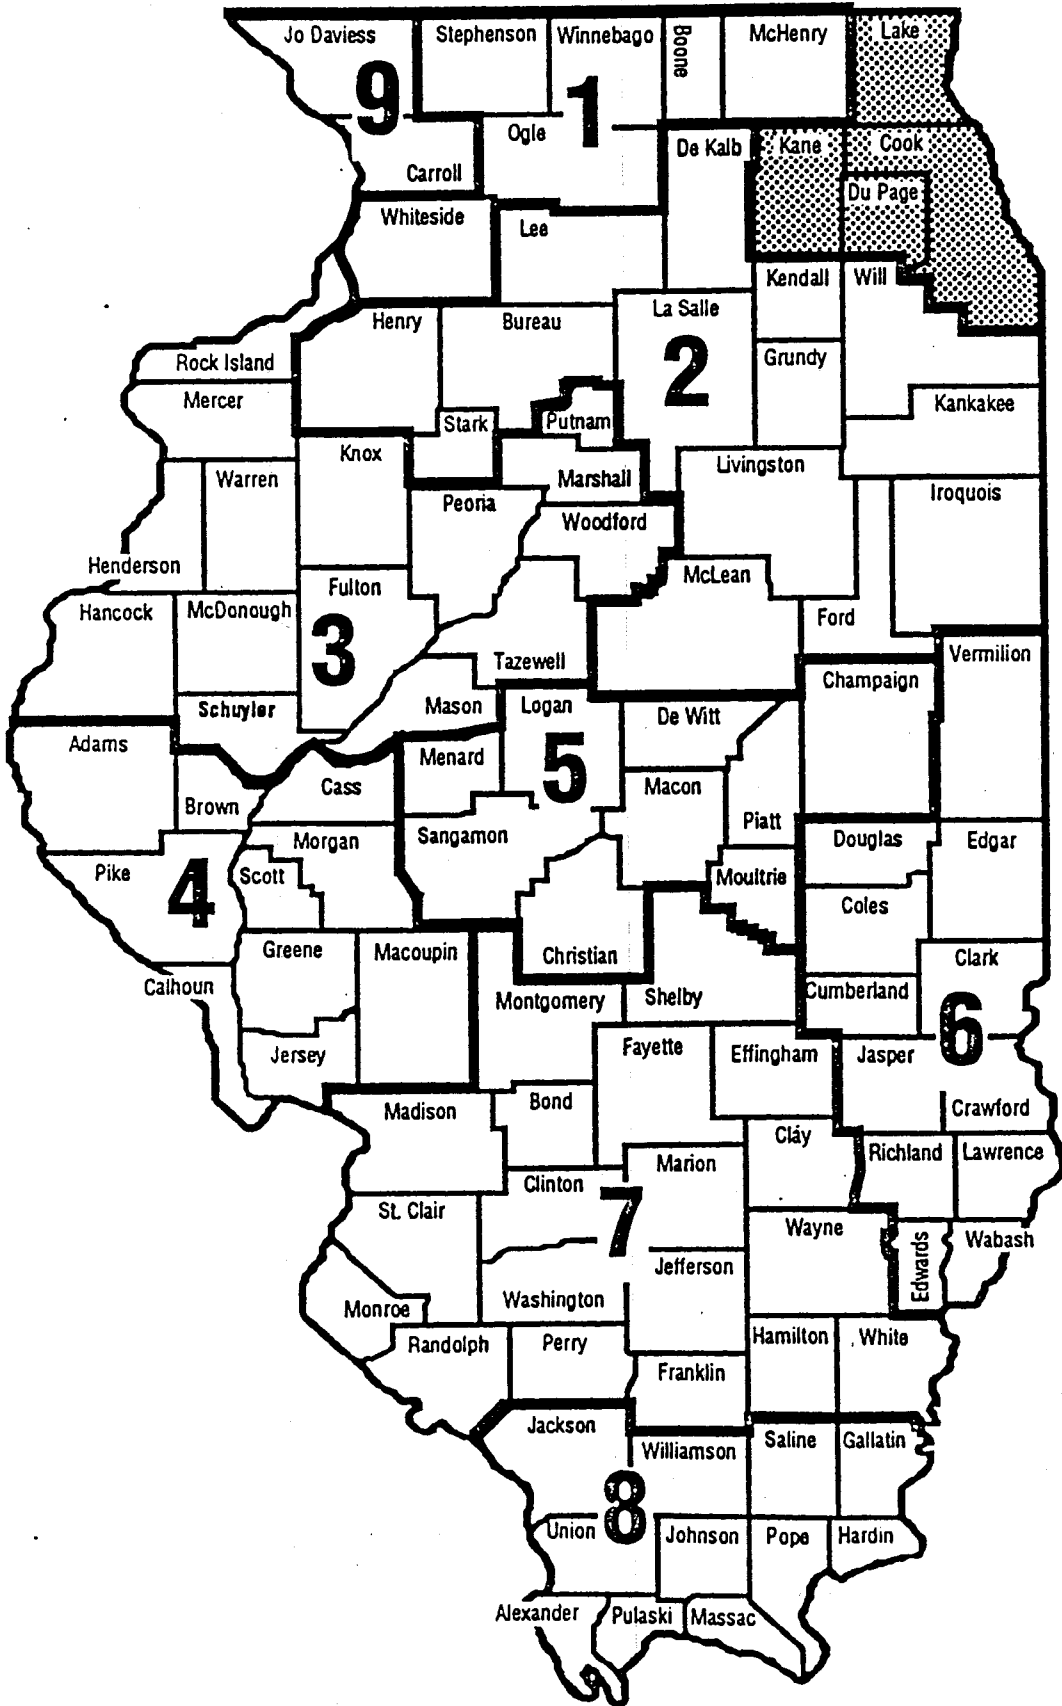 Jo Daviess
Stephenson
Winnebago
Boone
McHenry
Lake
9
1
Ogle
De Kalb
Kane
Cook
Carroll
Du Page
Whiteside
Lee
Kendall
Will
Henry
Bureau
La Salle
2
Rock Island
Grundy
Mercer
Kankakee
Stark
Putnam
Knox
Livingston
Warren
Marshall
Iroquois
Peoria
Woodford
Henderson
McLean
Fulton
Hancock
McDonough
Ford
3
Vermilion
Tazewell
Champaign
Schuyler
Mason
Logan
De Witt
Adams
Menard
5
Cass
Macon
Brown
Piatt
Morgan
Sangamon
Douglas
Edgar
Pike
4
Scott
Moultrie
Coles
Greene
Macoupin
Christian
Clark
Calhoun
Montgomery
Shelby
Cumberland
6
Jersey
Fayette
Effingham
Jasper
Madison
Bond
Crawford
Clay
Marion
Richland
Lawrence
Clinton
7
St. Clair
Wayne
Edwards
Wabash
Jefferson
Monroe
Washington
Randolph
Perry
Hamilton
White
Franklin
Jackson
Williamson
Saline
Gallatin
8
Union
Johnson
Pope
Hardin
Alexander
Pulaski
Massac